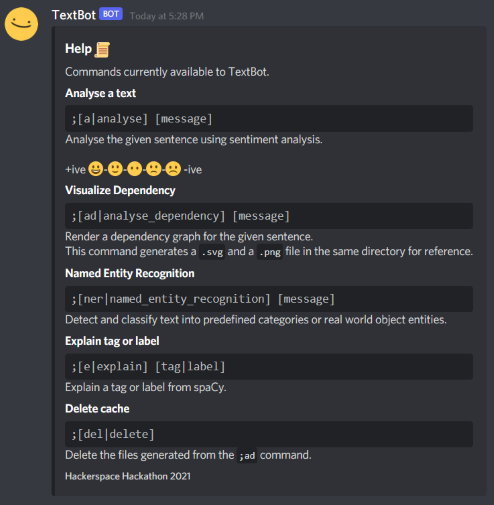 TextBot BOT Today at 5:28 PM
Help 📜
Commands currently available to TextBot.
Analyse a text
;[a|analyse] [message]
Analyse the given sentence using sentiment analysis.
+ive 😀-🙂-😶-🙁-☹️ -ive
Visualize Dependency
;[ad|analyse_dependency] [message]
Render a dependency graph for the given sentence.
This command generates a .svg and a .png file in the same directory for reference.
Named Entity Recognition
;[ner|named_entity_recognition] [message]
Detect and classify text into predefined categories or real world object entities.
Explain tag or label
;[e|explain] [tag|label]
Explain a tag or label from spaCy.
Delete cache
;[del|delete]
Delete the files generated from the ;ad command.
Hackerspace Hackathon 2021